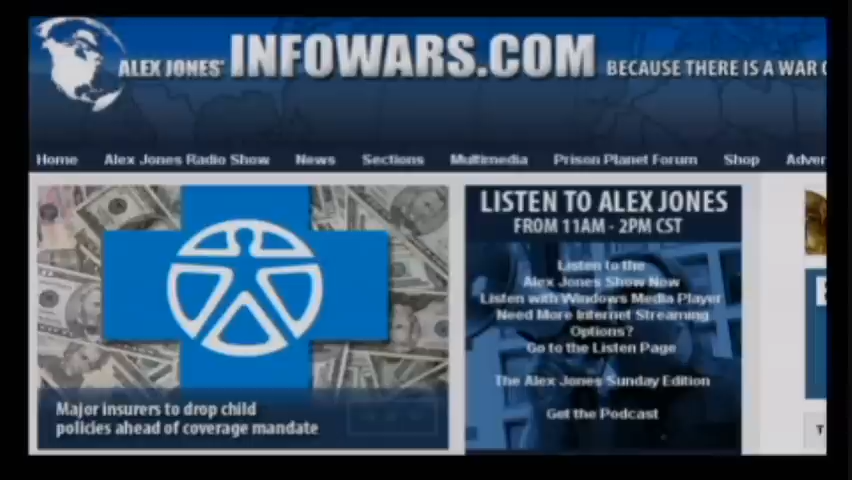 ALEX JONES' INFOWARS.COM BECAUSE THERE IS A WAR
Home Alex Jones Radio Show News Sections Multimedia Prison Planet Forum Shop Adver
LISTEN TO ALEX JONES
FROM 11AM - 2PM CST
Listen to the
Alex Jones Show Now
Listen with Windows Media Player
Need More Internet Streaming
Options?
Go to the Listen Page
The Alex Jones Sunday Edition
Get the Podcast
Major insurers to drop child
policies ahead of coverage mandate
T